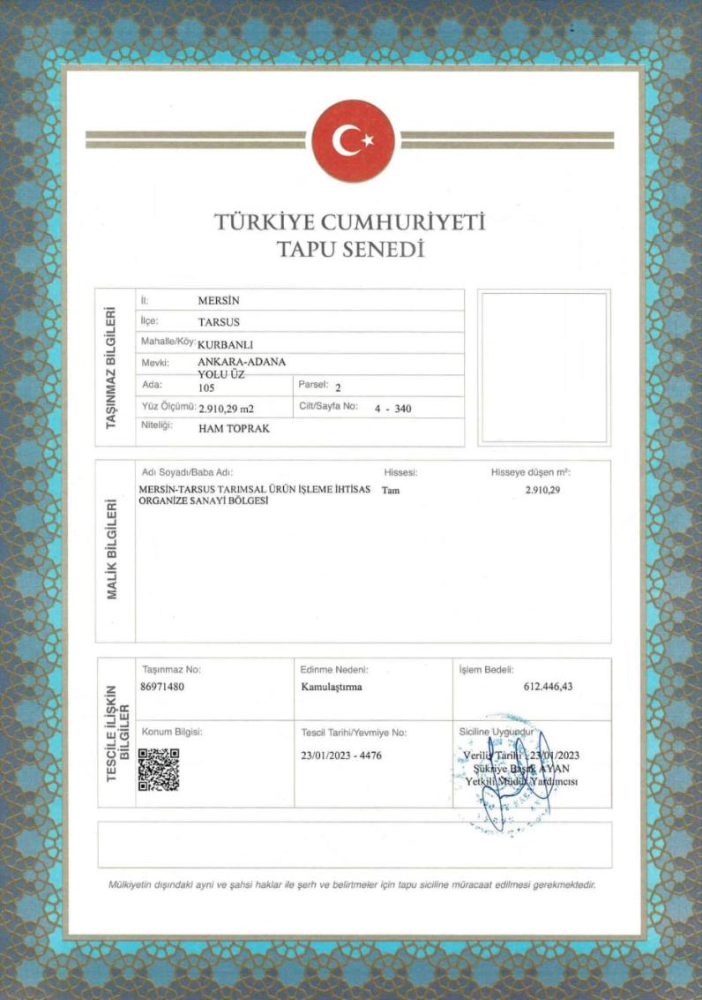 TÜRKİYE CUMHURİYETİ
TAPU SENEDİ
TAŞINMAZ BİLGİLERİ
İl: MERSİN
İlçe: TARSUS
Mahalle/Köy: KURBANLI
Mevki: ANKARA-ADANA
YOLU ÜZ
Ada: 105 Parsel: 2
Yüz Ölçümü: 2.910,29 m2 Cilt/Sayfa No: 4 - 340
Niteliği: HAM TOPRAK
MALİK BİLGİLERİ
Adı Soyadı/Baba Adı: Hissesi: Hisseye düşen m²:
MERSİN-TARSUS TARIMSAL ÜRÜN İŞLEME İHTİSAS Tam 2.910,29
ORGANİZE SANAYİ BÖLGESİ
TESCİLE İLİŞKİN
BİLGİLER
Taşınmaz No: Edinme Nedeni: İşlem Bedeli:
86971480 Kamulaştırma 612.446,43
Konum Bilgisi: Tescil Tarihi/Yevmiye No: Siciline Uygundur
23/01/2023 - 4476 Veriliş Tarihi : 23/01/2023
Şükriye Başak AYAN
Yetkili Müdür Yardımcısı
Mülkiyetin dışındaki ayni ve şahsi haklar ile şerh ve belirtmeler için tapu siciline müracaat edilmesi gerekmektedir.